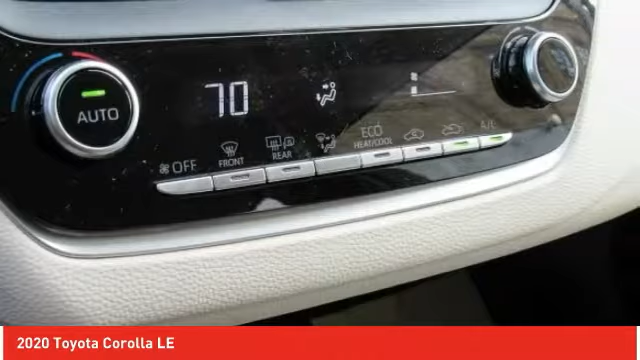 AUTO
70
OFF
FRONT
REAR
ECO
HEAT/COOL
A/C
2020 Toyota Corolla LE